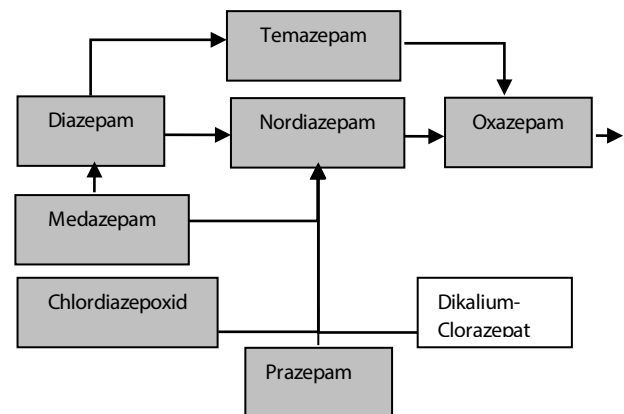 Temazepam
Diazepam
Nordiazepam
Oxazepam
Medazepam
Chlordiazepoxid
Dikalium-
Clorazepat
Prazepam